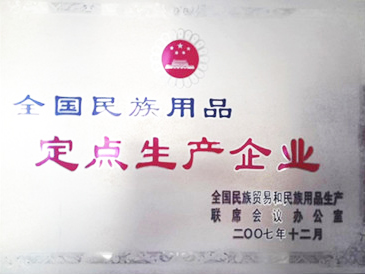 全国民族用品
定点生产企业
全国民族贸易和民族用品生产
联席会议办公室
二〇〇七年十二月